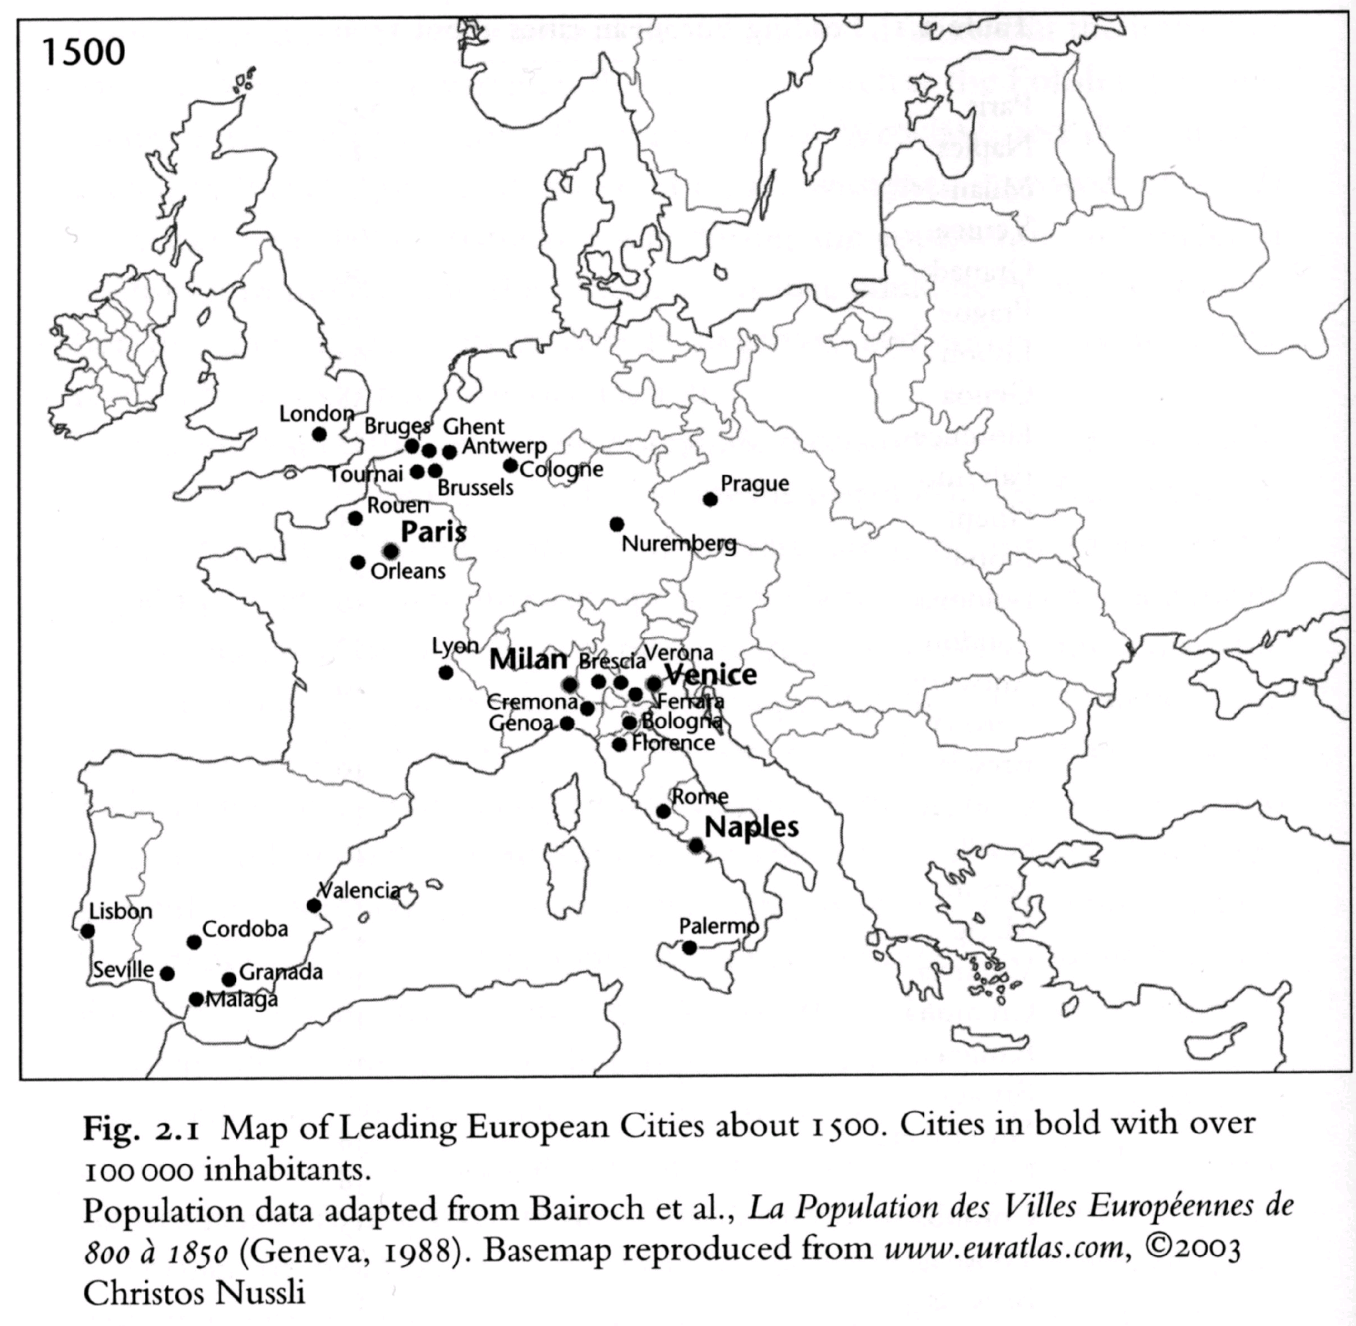 1500
London
Bruges
Ghent
Antwerp
Tournai
Cologne
Brussels
Prague
Rouen
Paris
Nuremberg
Orleans
Lyon
Milan
Brescia
Verona
Venice
Cremona
Ferrara
Genoa
Bologna
Florence
Rome
Naples
Valencia
Lisbon
Cordoba
Palermo
Seville
Granada
Malaga
Fig. 2.1 Map of Leading European Cities about 1500. Cities in bold with over
100 000 inhabitants.
Population data adapted from Bairoch et al., La Population des Villes Européennes de
800 à 1850 (Geneva, 1988). Basemap reproduced from www.euratlas.com, ©2003
Christos Nussli